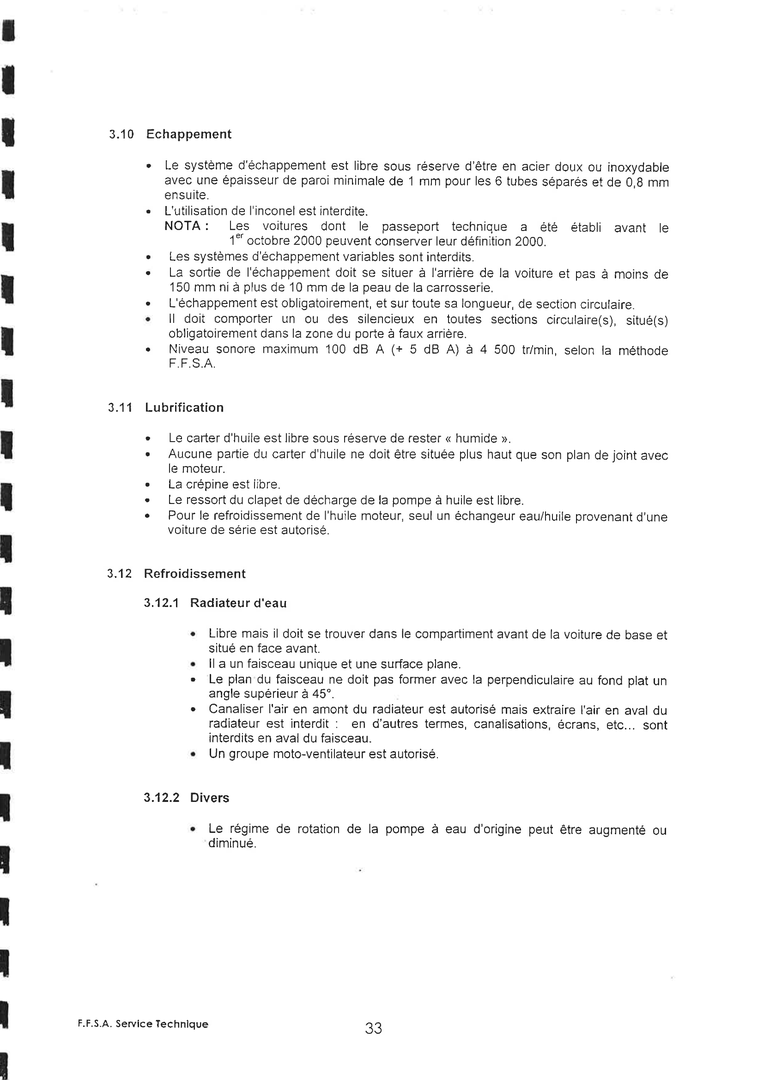 3.10 Echappement
• Le système d'échappement est libre sous réserve d'être en acier doux ou inoxydable
avec une épaisseur de paroi minimale de 1 mm pour les 6 tubes séparés et de 0,8 mm
ensuite.
• L'utilisation de l'inconel est interdite.
NOTA : Les voitures dont le passeport technique a été établi avant le
1er octobre 2000 peuvent conserver leur définition 2000.
• Les systèmes d'échappement variables sont interdits.
• La sortie de l'échappement doit se situer à l'arrière de la voiture et pas à moins de
150 mm ni à plus de 10 mm de la peau de la carrosserie.
• L'échappement est obligatoirement, et sur toute sa longueur, de section circulaire.
• Il doit comporter un ou des silencieux en toutes sections circulaire(s), situé(s)
obligatoirement dans la zone du porte à faux arrière.
• Niveau sonore maximum 100 dB A (+ 5 dB A) à 4 500 tr/min, selon la méthode
F.F.S.A.
3.11 Lubrification
• Le carter d'huile est libre sous réserve de rester « humide ».
• Aucune partie du carter d'huile ne doit être située plus haut que son plan de joint avec
le moteur.
• La crépine est libre.
• Le ressort du clapet de décharge de la pompe à huile est libre.
• Pour le refroidissement de l'huile moteur, seul un échangeur eau/huile provenant d'une
voiture de série est autorisé.
3.12 Refroidissement
3.12.1 Radiateur d'eau
• Libre mais il doit se trouver dans le compartiment avant de la voiture de base et
situé en face avant.
• Il a un faisceau unique et une surface plane.
• Le plan du faisceau ne doit pas former avec la perpendiculaire au fond plat un
angle supérieur à 45°.
• Canaliser l'air en amont du radiateur est autorisé mais extraire l'air en aval du
radiateur est interdit : en d'autres termes, canalisations, écrans, etc... sont
interdits en aval du faisceau.
• Un groupe moto-ventilateur est autorisé.
3.12.2 Divers
• Le régime de rotation de la pompe à eau d'origine peut être augmenté ou
diminué.
F.F.S.A. Service Technique
33